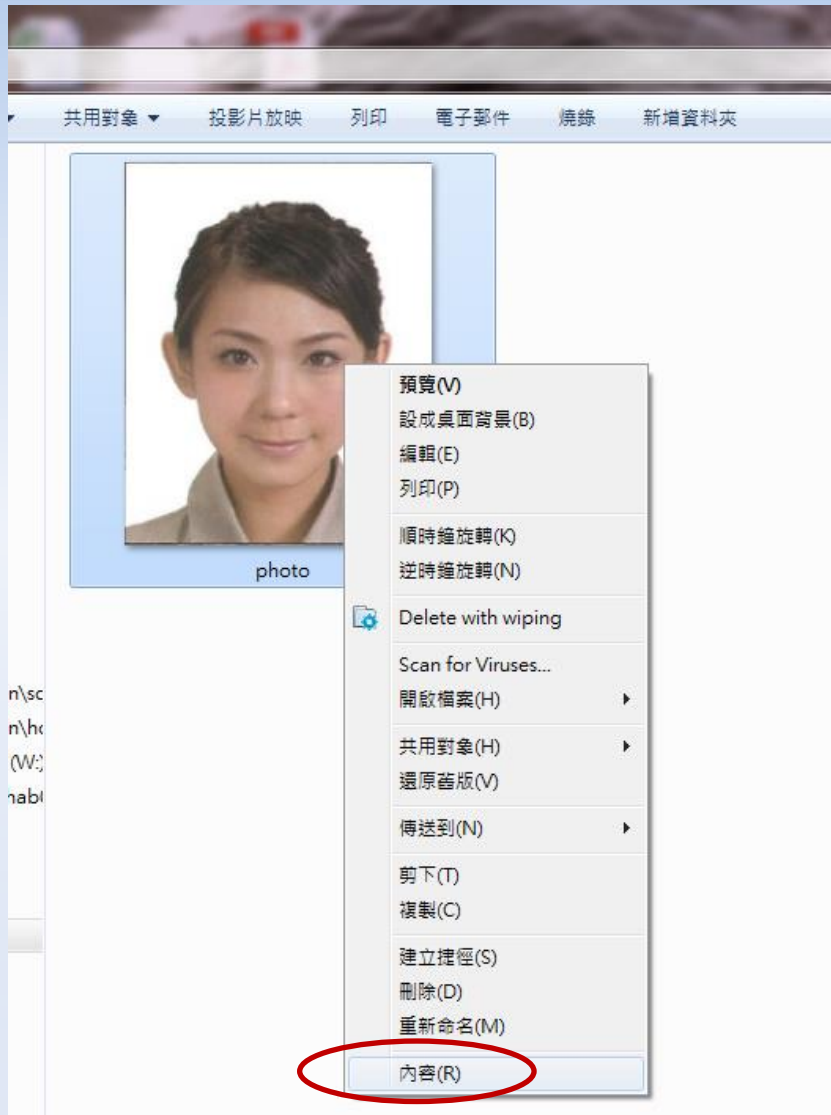 共用對象 ▼ 投影片放映 列印 電子郵件 燒錄 新增資料夾
photo
預覽(V)
設成桌面背景(B)
編輯(E)
列印(P)
順時鐘旋轉(K)
逆時鐘旋轉(N)
Delete with wiping
Scan for Viruses...
開啟檔案(H)
共用對象(H)
還原舊版(V)
傳送到(N)
剪下(T)
複製(C)
建立捷徑(S)
刪除(D)
重新命名(M)
內容(R)
n\sc
n\h
(W:)